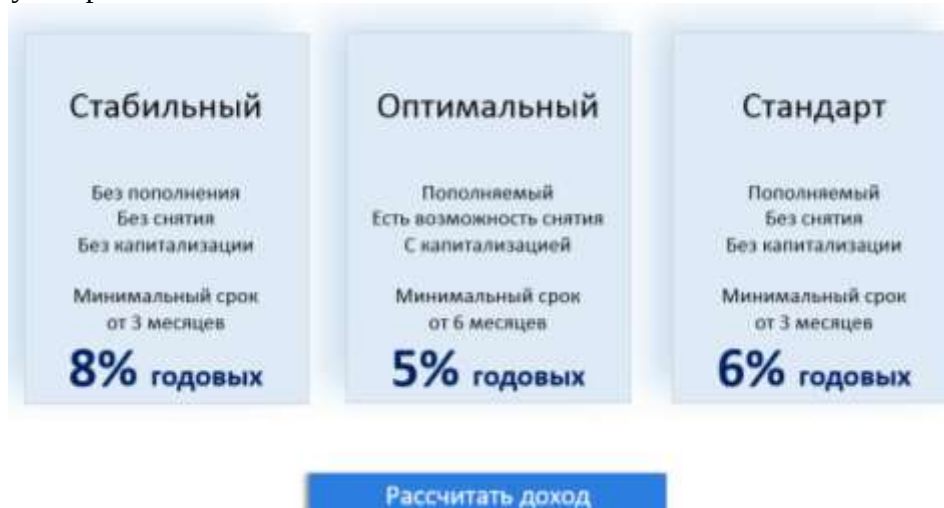 Стабильный
Без пополнения
Без снятия
Без капитализации
Минимальный срок
от 3 месяцев
8% годовых
Оптимальный
Пополняемый
Есть возможность снятия
С капитализацией
Минимальный срок
от 6 месяцев
5% годовых
Стандарт
Пополняемый
Без снятия
Без капитализации
Минимальный срок
от 3 месяцев
6% годовых
Рассчитать доход